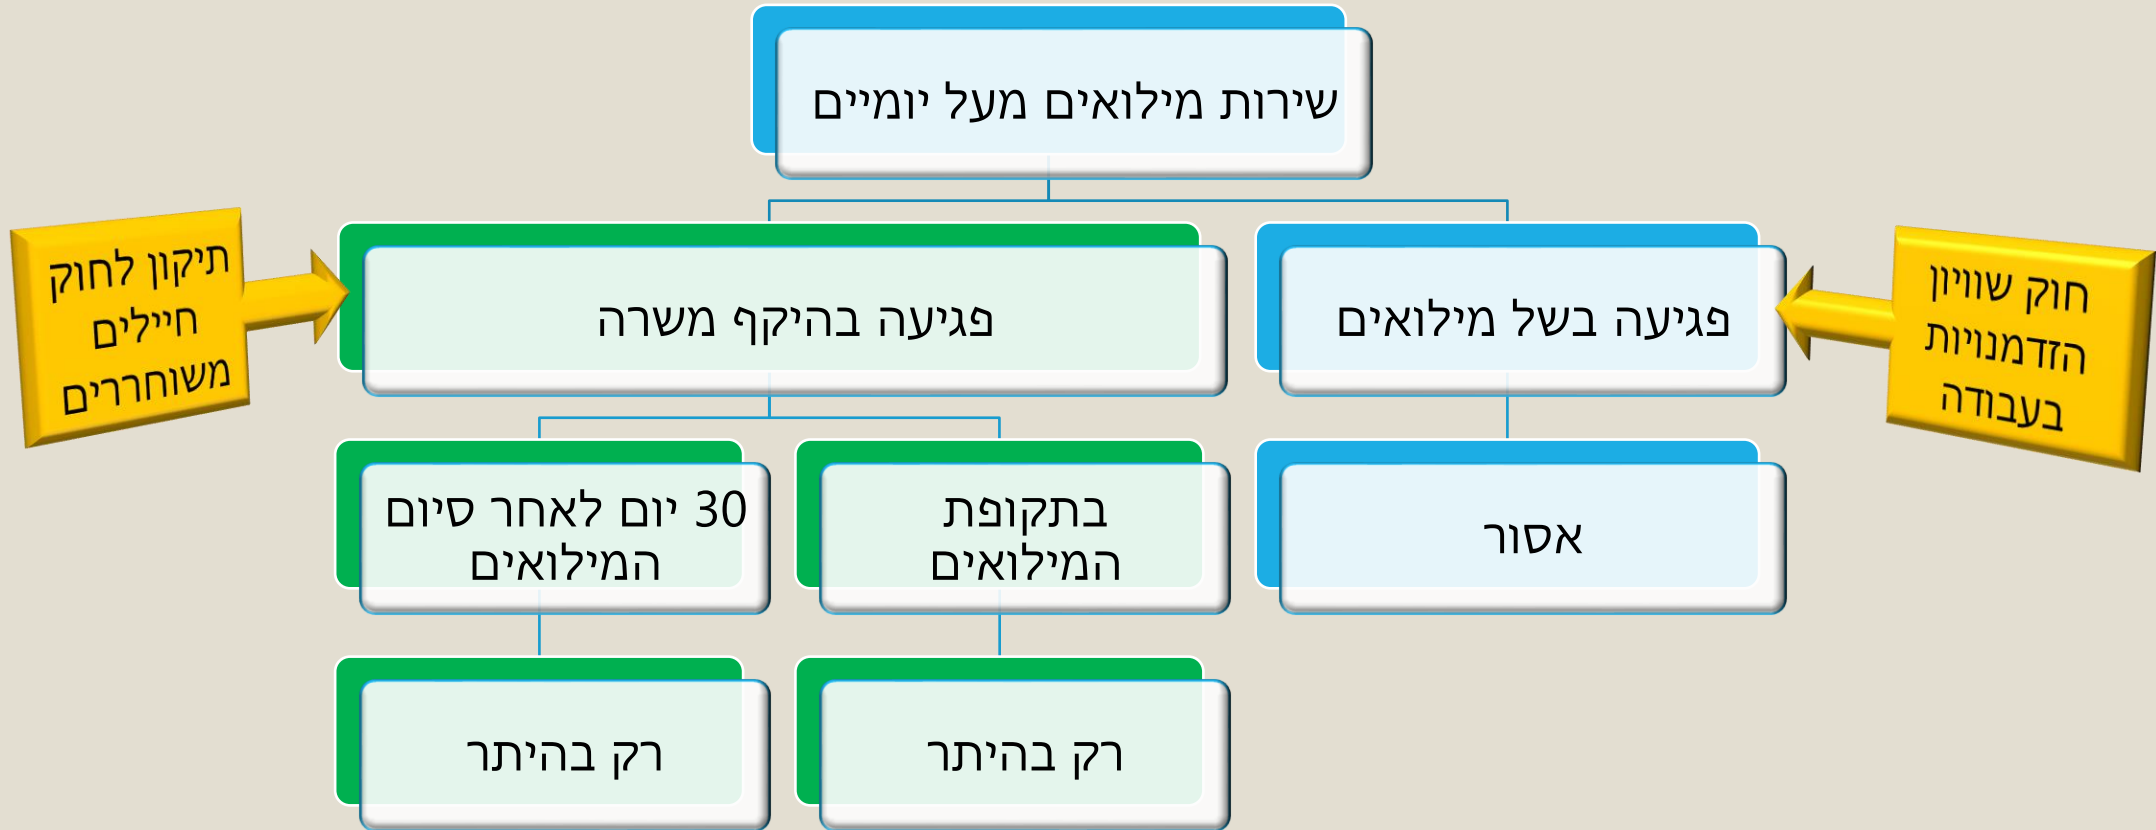 שירות מילואים מעל יומיים
חוק שוויון
הזדמנויות
בעבודה
פגיעה בשל מילואים
פגיעה בהיקף משרה
תיקון לחוק
חיילים
משוחררים
אסור
בתקופת
המילואים
30 יום לאחר סיום
המילואים
רק בהיתר
רק בהיתר